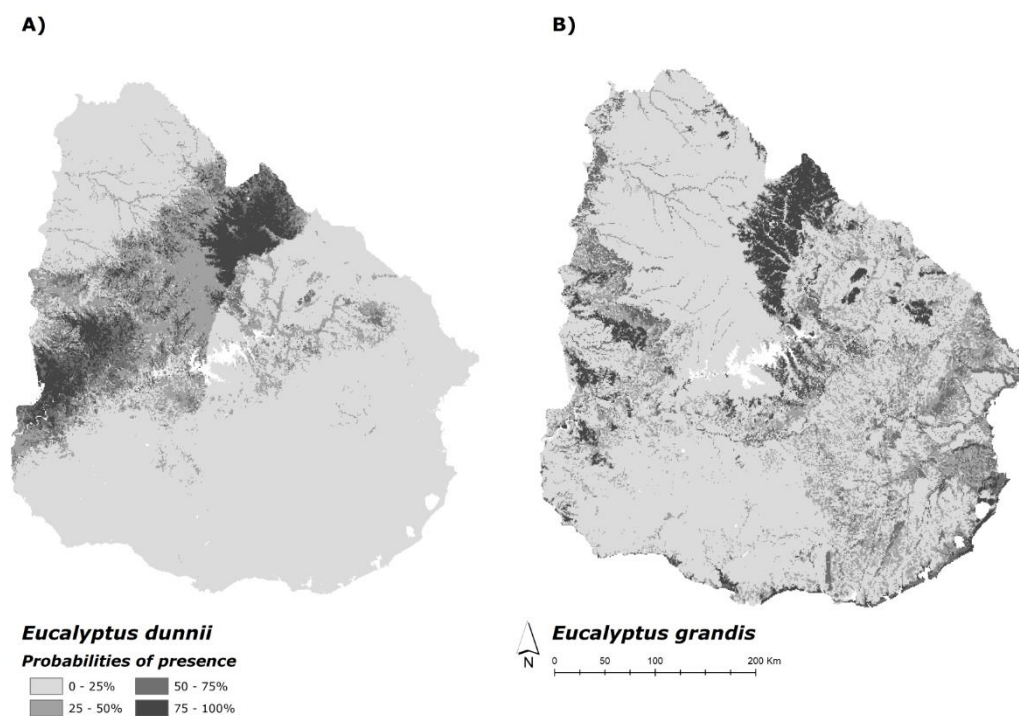 A)
B)
Eucalyptus dunnii
Probabilities of presence
0 - 25%
50 - 75%
25 - 50%
75 - 100%
N
Eucalyptus grandis
0 50 100 200 Km